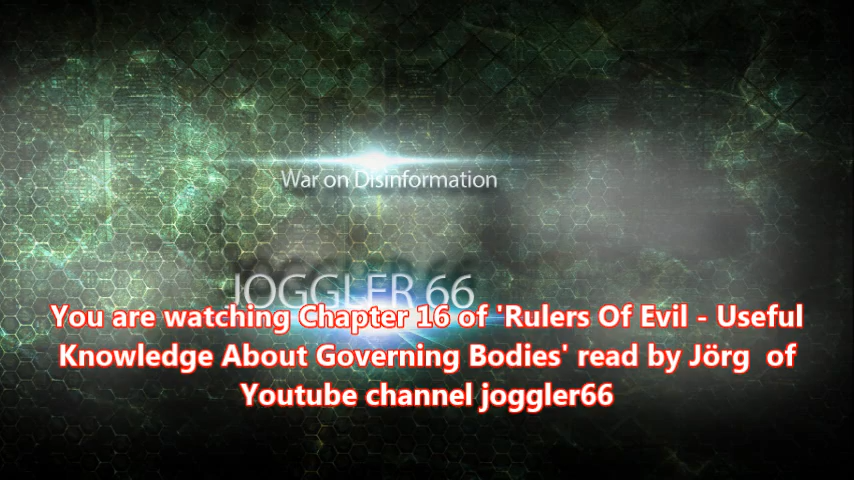 War on Disinformation
JOGGLER 66
You are watching Chapter 16 of 'Rulers Of Evil - Useful
Knowledge About Governing Bodies' read by Jörg of
Youtube channel joggler66